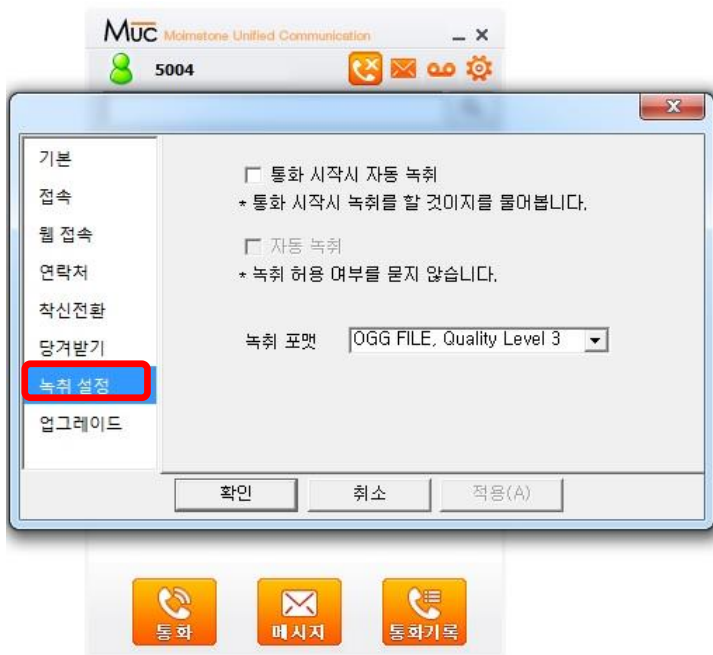 MUC Moimstone Unified Communication
5004
기본
접속
웹 접속
연락처
착신전환
당겨받기
녹취 설정
업그레이드
통화 시작시 자동 녹취
* 통화 시작시 녹취를 할 것이지를 물어봅니다.
자동 녹취
* 녹취 허용 여부를 묻지 않습니다.
녹취 포맷 OGG FILE, Quality Level 3
확인 취소 적용(A)
통화 메시지 통화기록